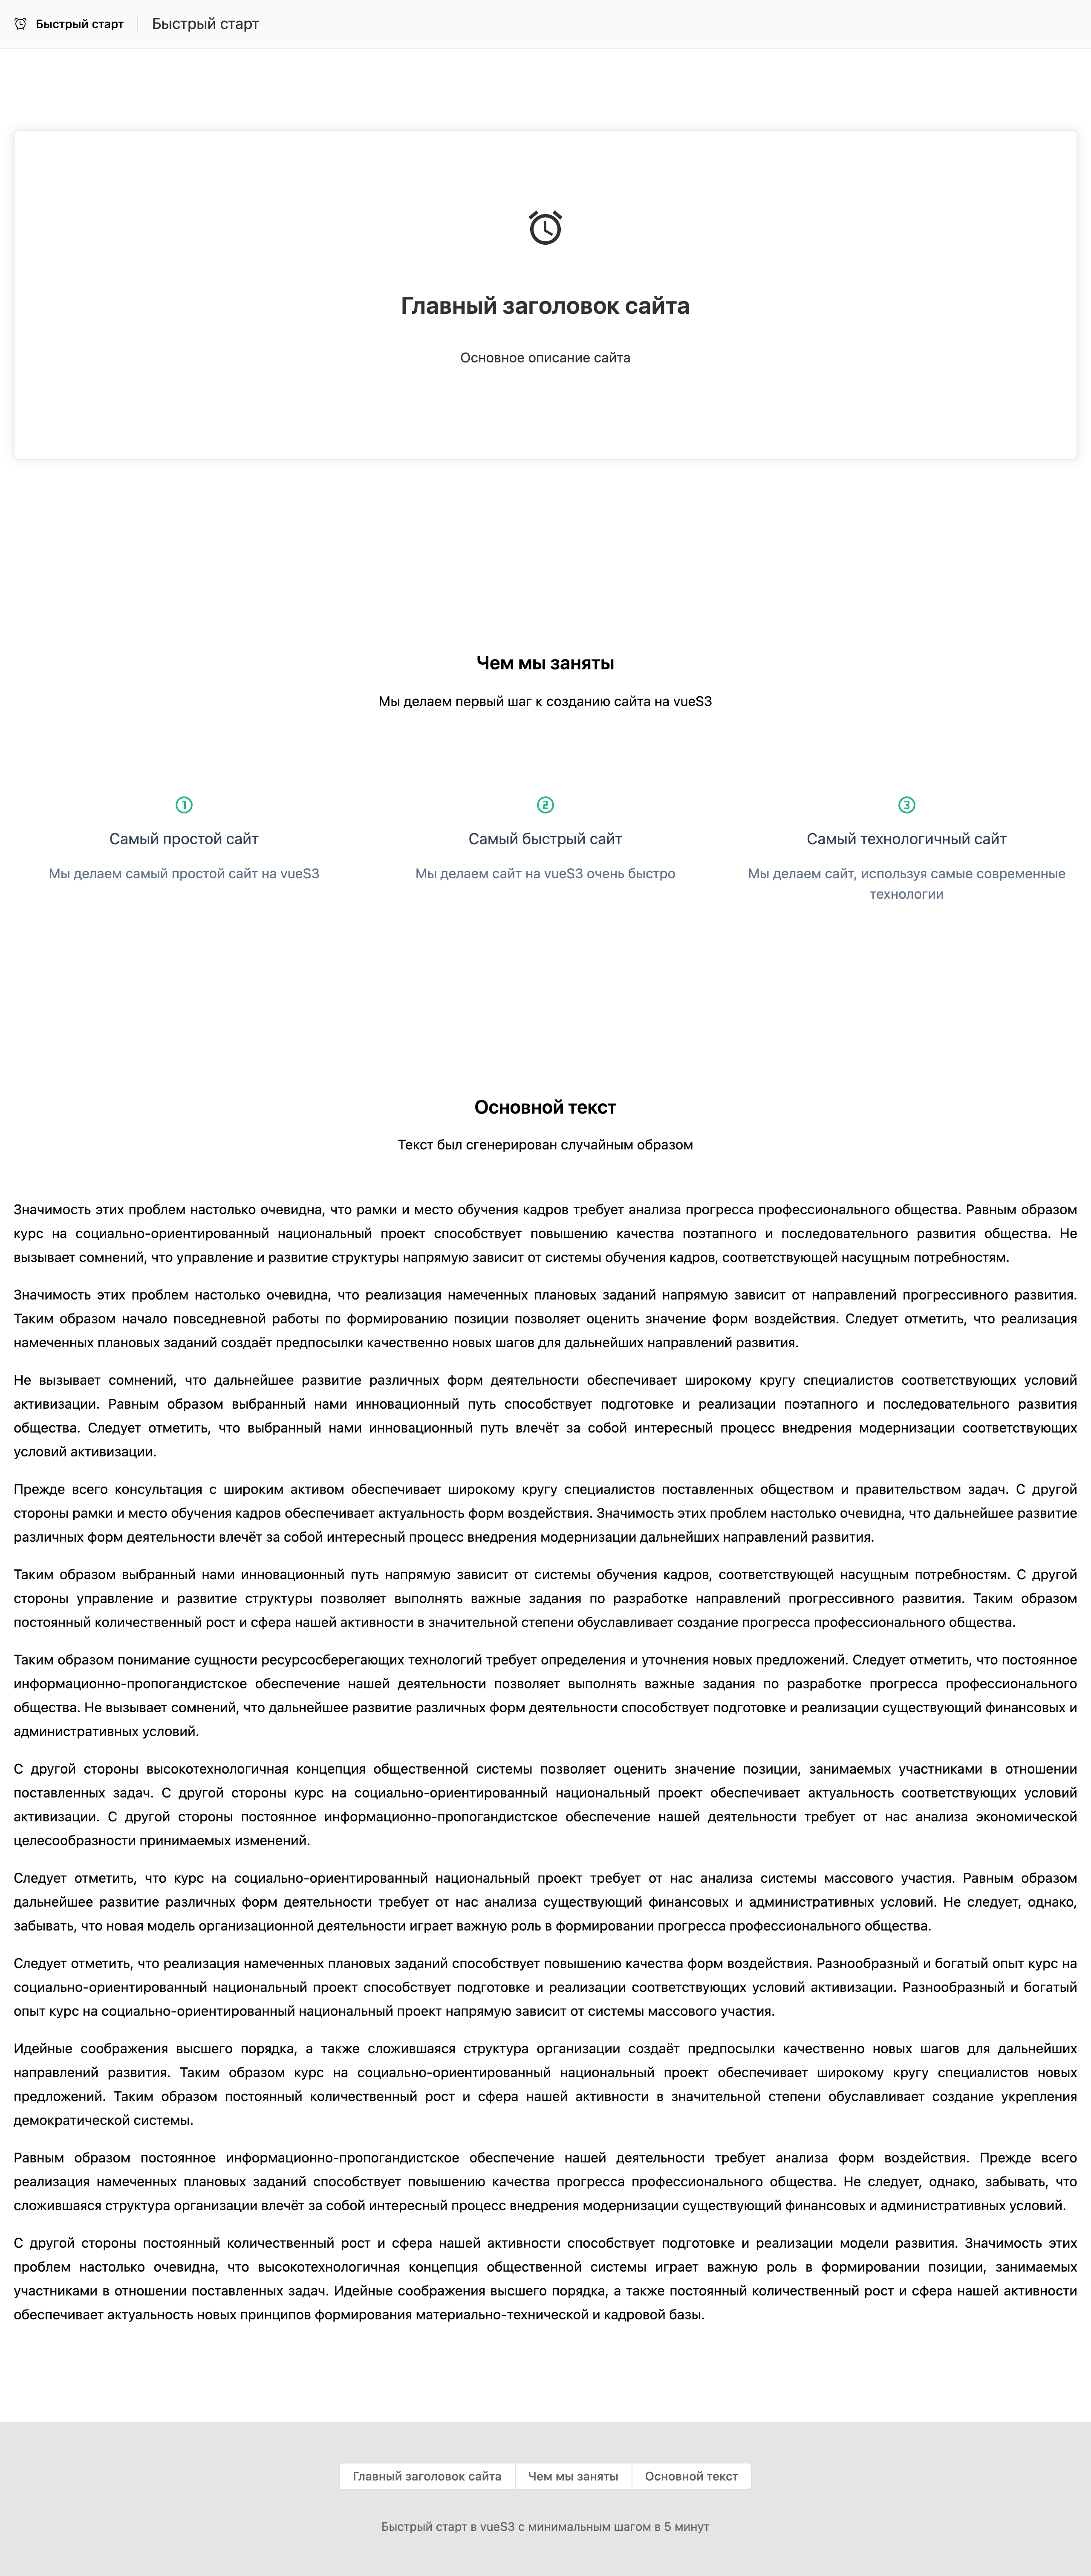 Быстрый старт
Быстрый старт
Главный заголовок сайта
Основное описание сайта
Чем мы заняты
Мы делаем первый шаг к созданию сайта на vueS3
1
2
3
Самый простой сайт
Самый быстрый сайт
Самый технологичный сайт
Мы делаем самый простой сайт на vueS3
Мы делаем сайт на vueS3 очень быстро
Мы делаем сайт, используя самые современные
технологии
Основной текст
Текст был сгенерирован случайным образом
Значимость этих проблем настолько очевидна, что рамки и место обучения кадров требует анализа прогресса профессионального общества. Равным образом
курс на социально-ориентированный национальный проект способствует повышению качества поэтапного и последовательного развития общества. Не
вызывает сомнений, что управление и развитие структуры напрямую зависит от системы обучения кадров, соответствующей насущным потребностям.
Значимость этих проблем настолько очевидна, что реализация намеченных плановых заданий напрямую зависит от направлений прогрессивного развития.
Таким образом начало повседневной работы по формированию позиции позволяет оценить значение форм воздействия. Следует отметить, что реализация
намеченных плановых заданий создаёт предпосылки качественно новых шагов для дальнейших направлений развития.
Не вызывает сомнений, что дальнейшее развитие различных форм деятельности обеспечивает широкому кругу специалистов соответствующих условий
активизации. Равным образом выбранный нами инновационный путь способствует подготовке и реализации поэтапного и последовательного развития
общества. Следует отметить, что выбранный нами инновационный путь влечёт за собой интересный процесс внедрения модернизации соответствующих
условий активизации.
Прежде всего консультация с широким активом обеспечивает широкому кругу специалистов поставленных обществом и правительством задач. С другой
стороны рамки и место обучения кадров обеспечивает актуальность форм воздействия. Значимость этих проблем настолько очевидна, что дальнейшее развитие
различных форм деятельности влечёт за собой интересный процесс внедрения модернизации дальнейших направлений развития.
Таким образом выбранный нами инновационный путь напрямую зависит от системы обучения кадров, соответствующей насущным потребностям. С другой
стороны управление и развитие структуры позволяет выполнять важные задания по разработке направлений прогрессивного развития. Таким образом
постоянный количественный рост и сфера нашей активности в значительной степени обуславливает создание прогресса профессионального общества.
Таким образом понимание сущности ресурсосберегающих технологий требует определения и уточнения новых предложений. Следует отметить, что постоянное
информационно-пропогандистское обеспечение нашей деятельности позволяет выполнять важные задания по разработке прогресса профессионального
общества. Не вызывает сомнений, что дальнейшее развитие различных форм деятельности способствует подготовке и реализации существующий финансовых и
административных условий.
С другой стороны высокотехнологичная концепция общественной системы позволяет оценить значение позиции, занимаемых участниками в отношении
поставленных задач. С другой стороны курс на социально-ориентированный национальный проект обеспечивает актуальность соответствующих условий
активизации. С другой стороны постоянное информационно-пропогандистское обеспечение нашей деятельности требует от нас анализа экономической
целесообразности принимаемых изменений.
Следует отметить, что курс на социально-ориентированный национальный проект требует от нас анализа системы массового участия. Равным образом
дальнейшее развитие различных форм деятельности требует от нас анализа существующий финансовых и административных условий. Не следует, однако,
забывать, что новая модель организационной деятельности играет важную роль в формировании прогресса профессионального общества.
Следует отметить, что реализация намеченных плановых заданий способствует повышению качества форм воздействия. Разнообразный и богатый опыт курс на
социально-ориентированный национальный проект способствует подготовке и реализации соответствующих условий активизации. Разнообразный и богатый
опыт курс на социально-ориентированный национальный проект напрямую зависит от системы массового участия.
Идейные соображения высшего порядка, а также сложившаяся структура организации создаёт предпосылки качественно новых шагов для дальнейших
направлений развития. Таким образом курс на социально-ориентированный национальный проект обеспечивает широкому кругу специалистов новых
предложений. Таким образом постоянный количественный рост и сфера нашей активности в значительной степени обуславливает создание укрепления
демократической системы.
Равным образом постоянное информационно-пропогандистское обеспечение нашей деятельности требует анализа форм воздействия. Прежде всего
реализация намеченных плановых заданий способствует повышению качества прогресса профессионального общества. Не следует, однако, забывать, что
сложившаяся структура организации влечёт за собой интересный процесс внедрения модернизации существующий финансовых и административных условий.
С другой стороны постоянный количественный рост и сфера нашей активности способствует подготовке и реализации модели развития. Значимость этих
проблем настолько очевидна, что высокотехнологичная концепция общественной системы играет важную роль в формировании позиции, занимаемых
участниками в отношении поставленных задач. Идейные соображения высшего порядка, а также постоянный количественный рост и сфера нашей активности
обеспечивает актуальность новых принципов формирования материально-технической и кадровой базы.
Главный заголовок сайта
Чем мы заняты
Основной текст
Быстрый старт в vueS3 с минимальным шагом в 5 минут